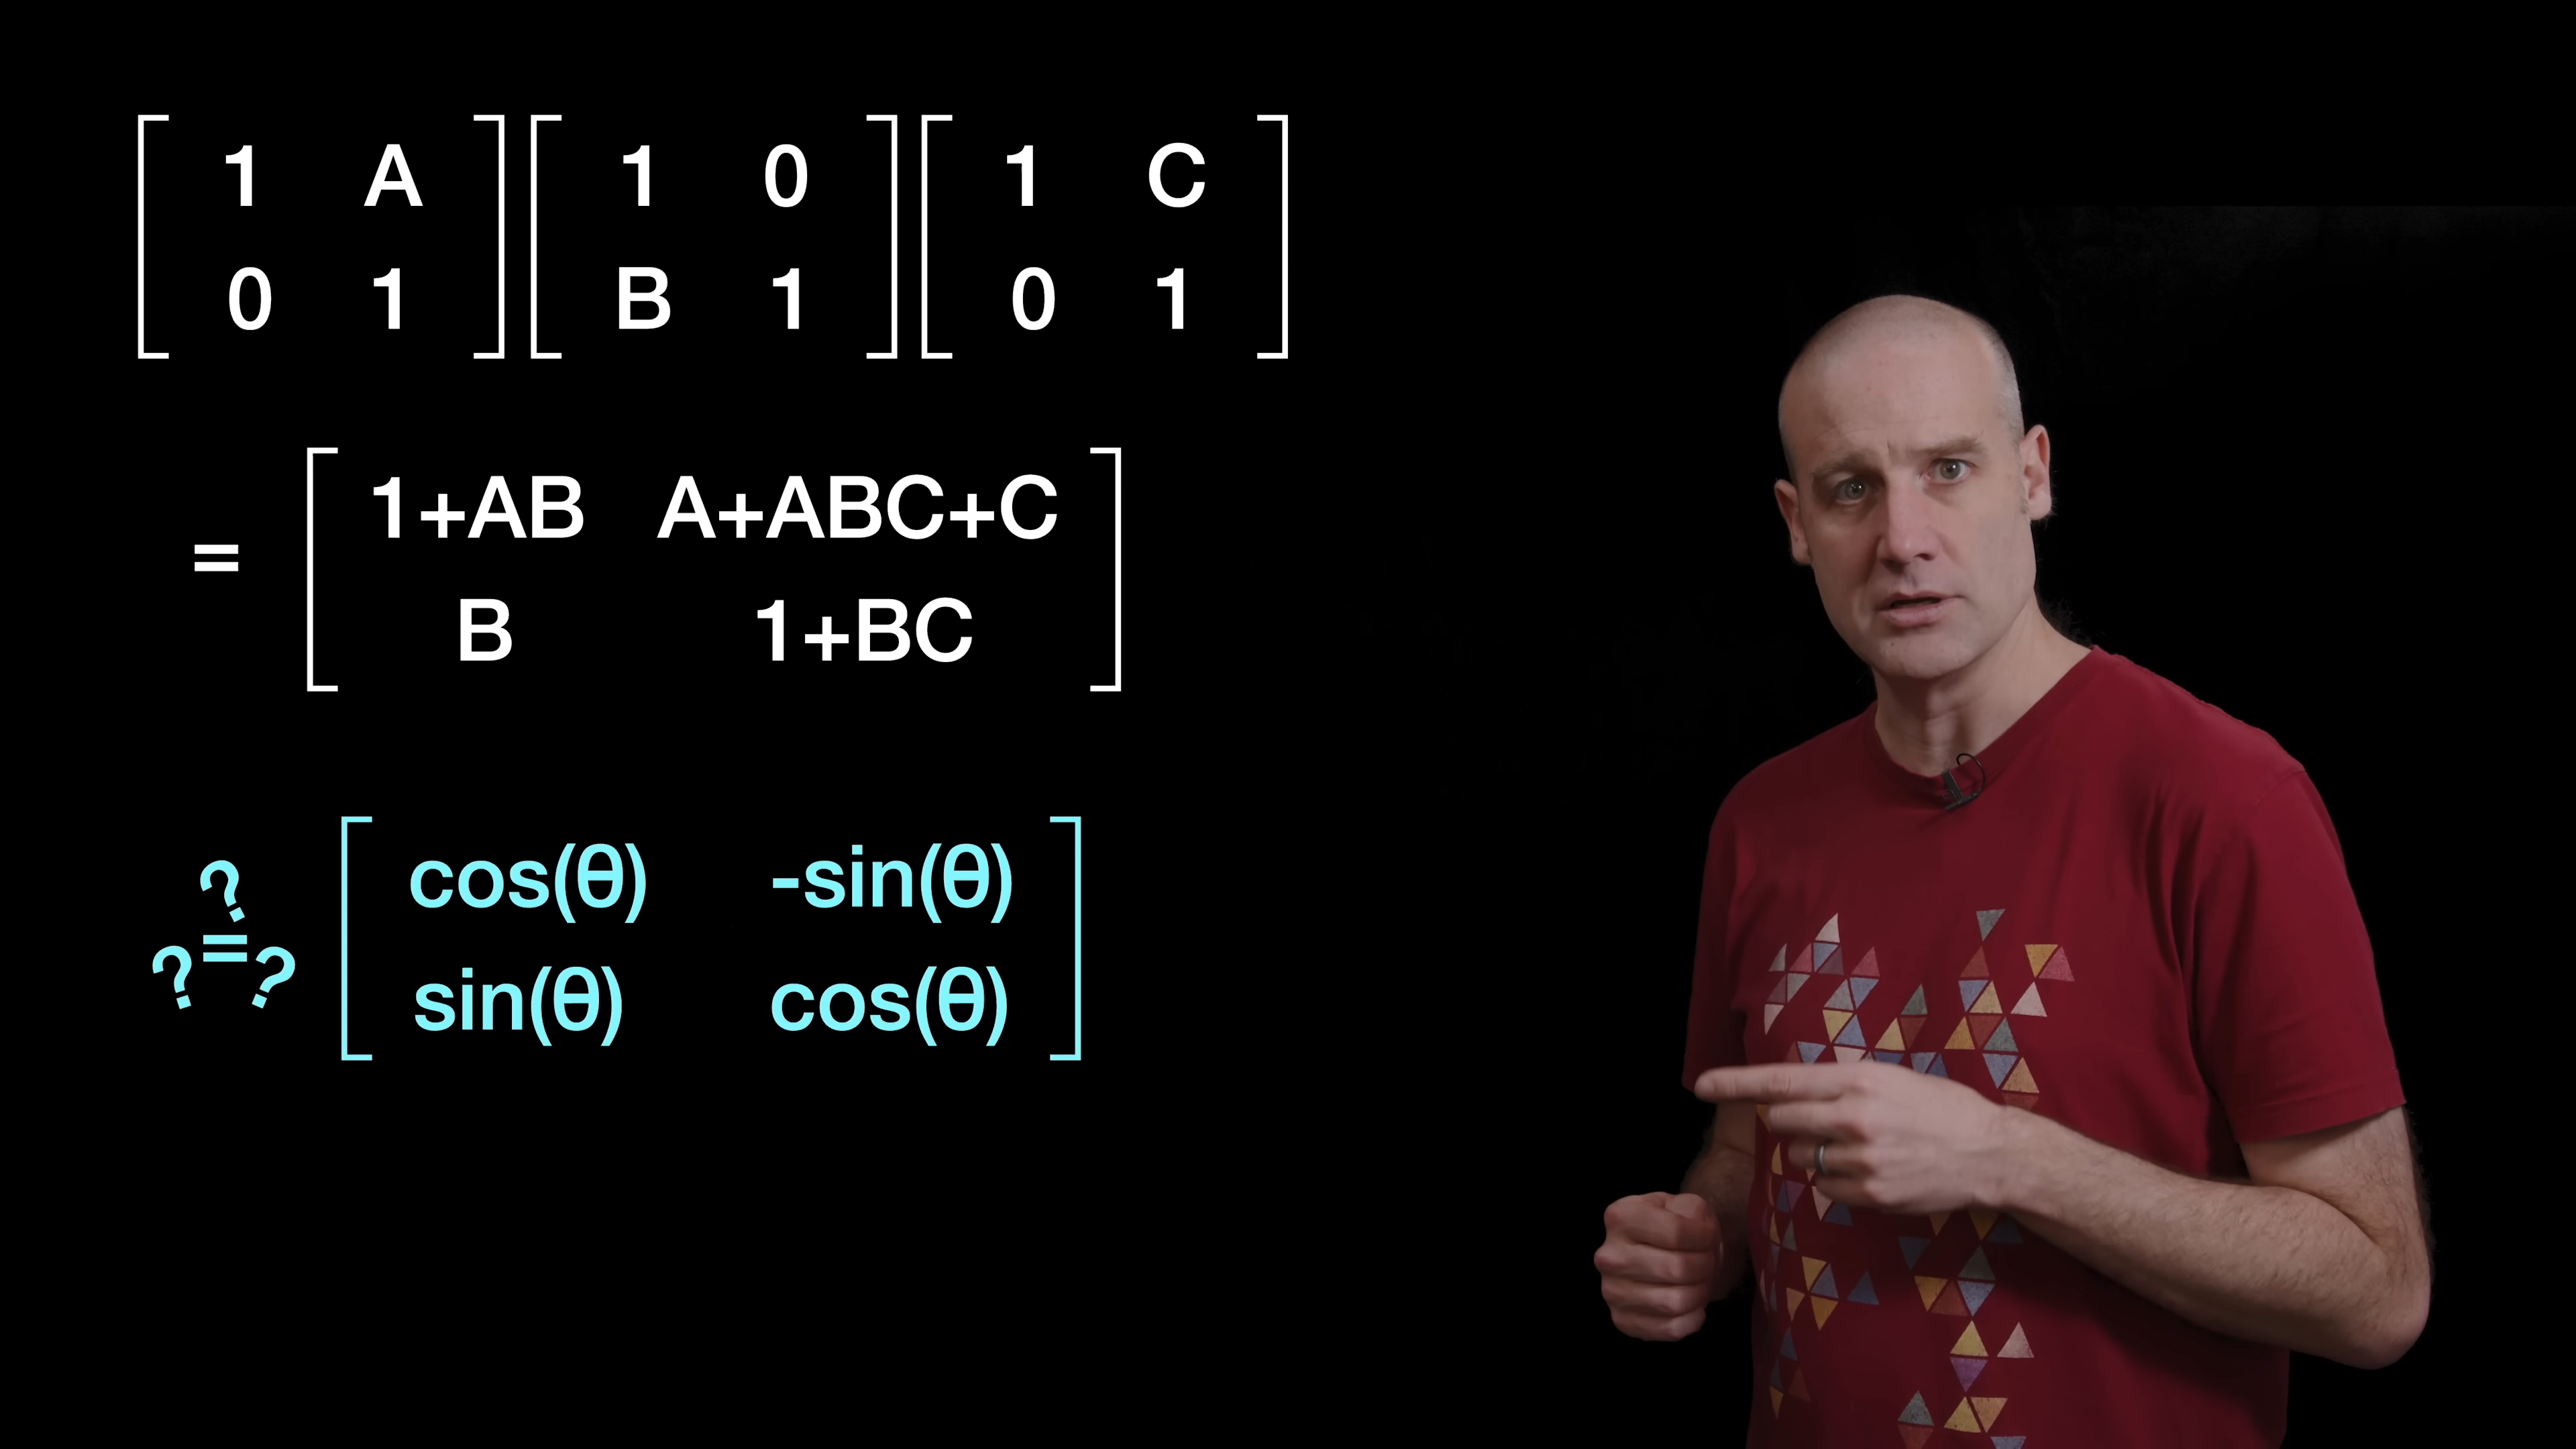 1 A 1 0 1 C
0 1 B 1 0 1
1+AB A+ABC+C
=
B 1+BC
cos(θ) -sin(θ)
?
?=?
sin(θ) cos(θ)